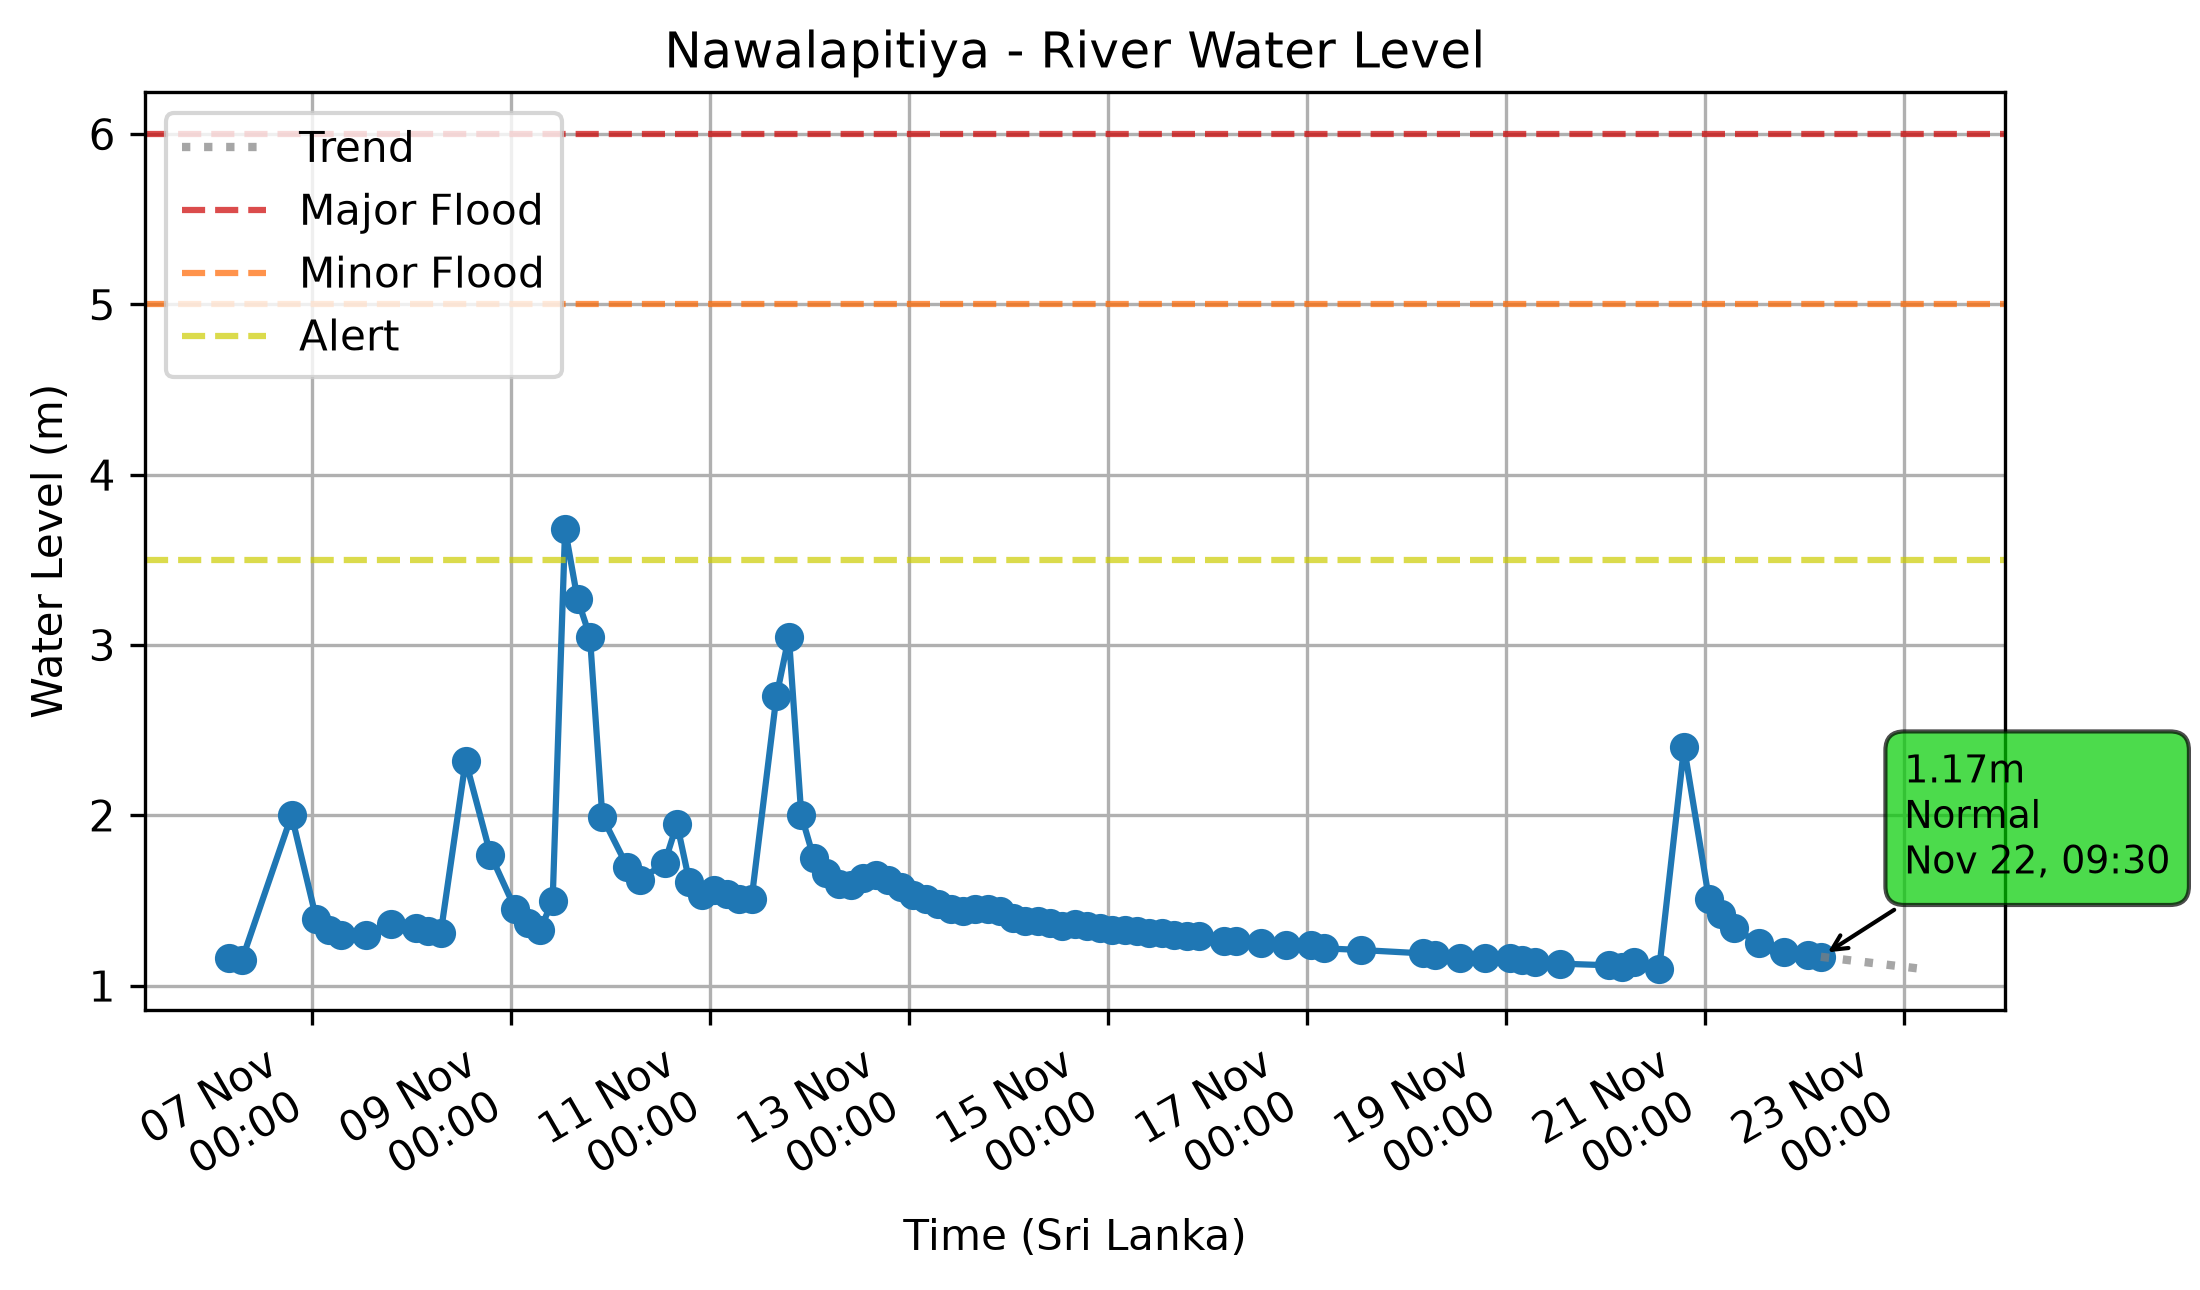 Nawalapitiya - River Water Level
Trend
Major Flood
Minor Flood
Alert
6
5
4
3
2
1
Water Level (m)
1.17m
Normal
Nov 22, 09:30
07 Nov
00:00
09 Nov
00:00
11 Nov
00:00
13 Nov
00:00
15 Nov
00:00
17 Nov
00:00
19 Nov
00:00
21 Nov
00:00
23 Nov
00:00
Time (Sri Lanka)